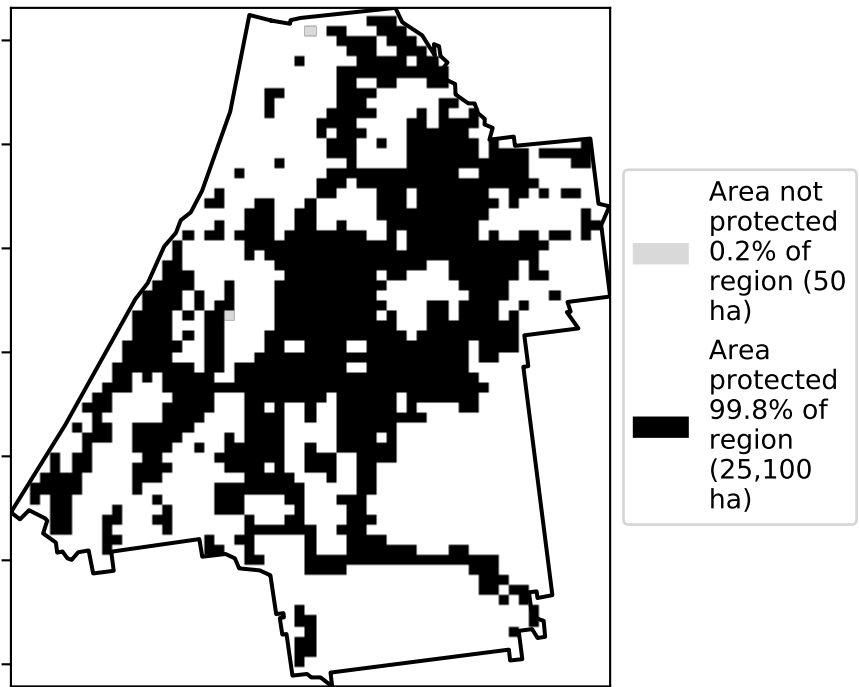 Area not
protected
0.2% of
region (50
ha)
Area
protected
99.8% of
region
(25,100
ha)